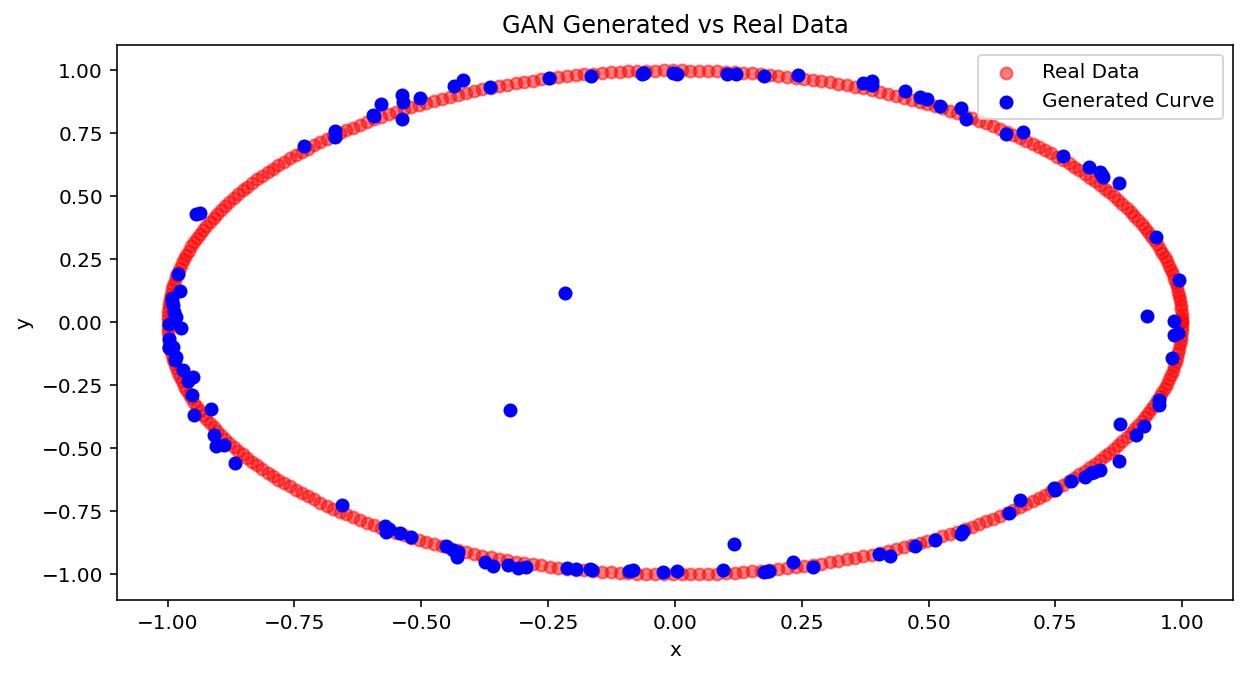 GAN Generated vs Real Data
Real Data
Generated Curve
1.00
0.75
0.50
0.25
0.00
−0.25
−0.50
−0.75
−1.00
y
−1.00 −0.75 −0.50 −0.25 0.00 0.25 0.50 0.75 1.00
x